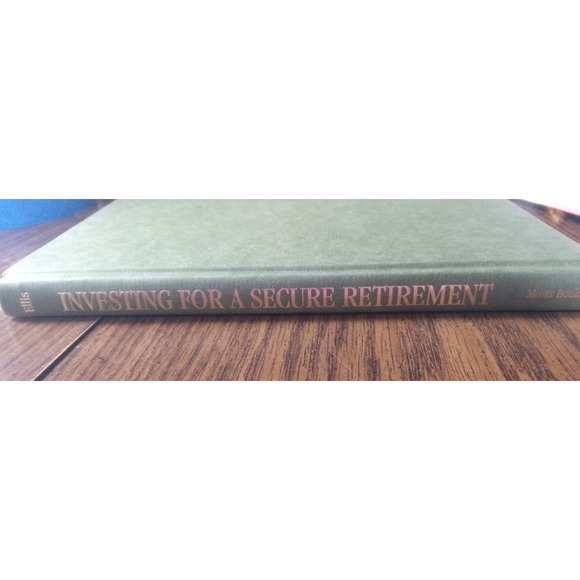 Ellis
INVESTING FOR A SECURE RETIREMENT